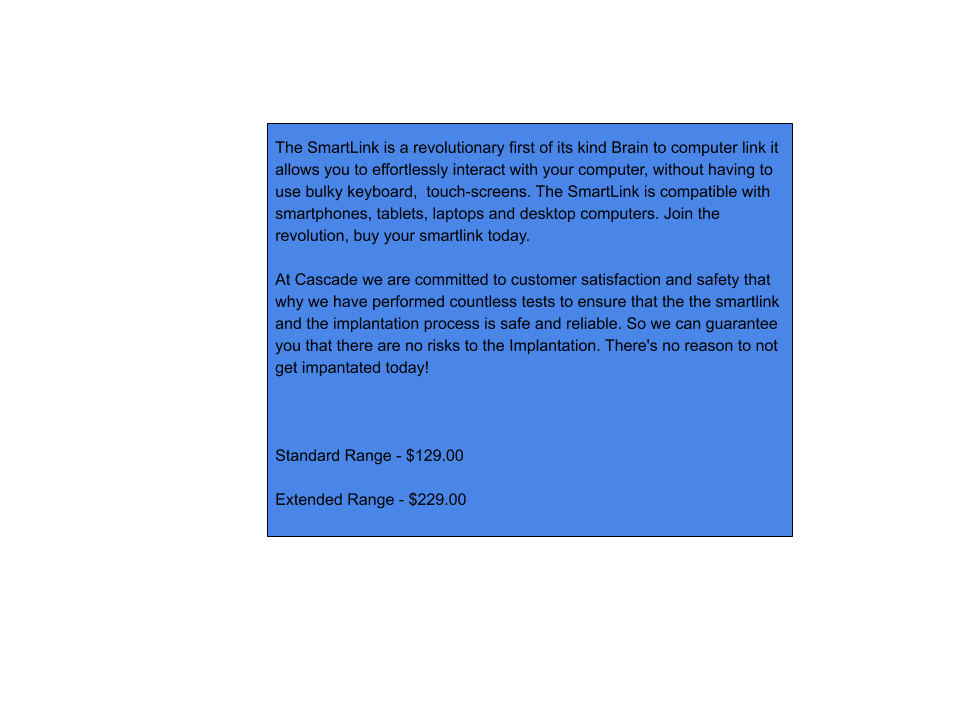 The SmartLink is a revolutionary first of its kind Brain to computer link it
allows you to effortlessly interact with your computer, without having to
use bulky keyboard,  touch-screens. The SmartLink is compatible with
smartphones, tablets, laptops and desktop computers. Join the
revolution, buy your smartlink today.
At Cascade we are committed to customer satisfaction and safety that
why we have performed countless tests to ensure that the the smartlink
and the implantation process is safe and reliable. So we can guarantee
you that there are no risks to the Implantation. There's no reason to not
get impantated today!
Standard Range - $129.00
Extended Range - $229.00